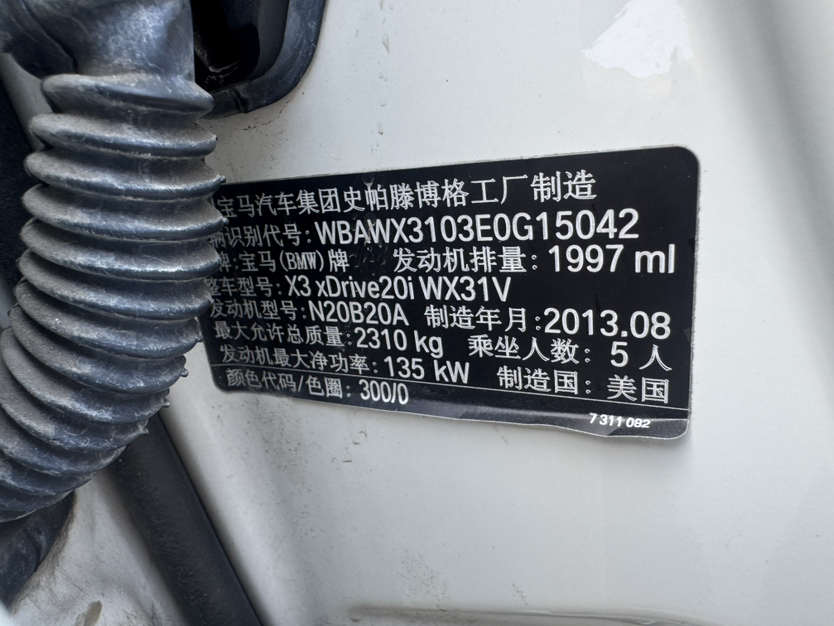 宝马汽车集团史帕滕博格工厂制造
辆识别代号: WBAWX3103E0G15042
牌:宝马(BMW)牌 发动机排量: 1997 ml
整车型号: X3 xDrive20i WX31V
发动机型号: N20B20A 制造年月:2013.08
最大允许总质量: 2310 kg 乘坐人数: 5 人
发动机最大净功率: 135 kW 制造国: 美国
颜色代码/色圈: 300/0
7 311 082